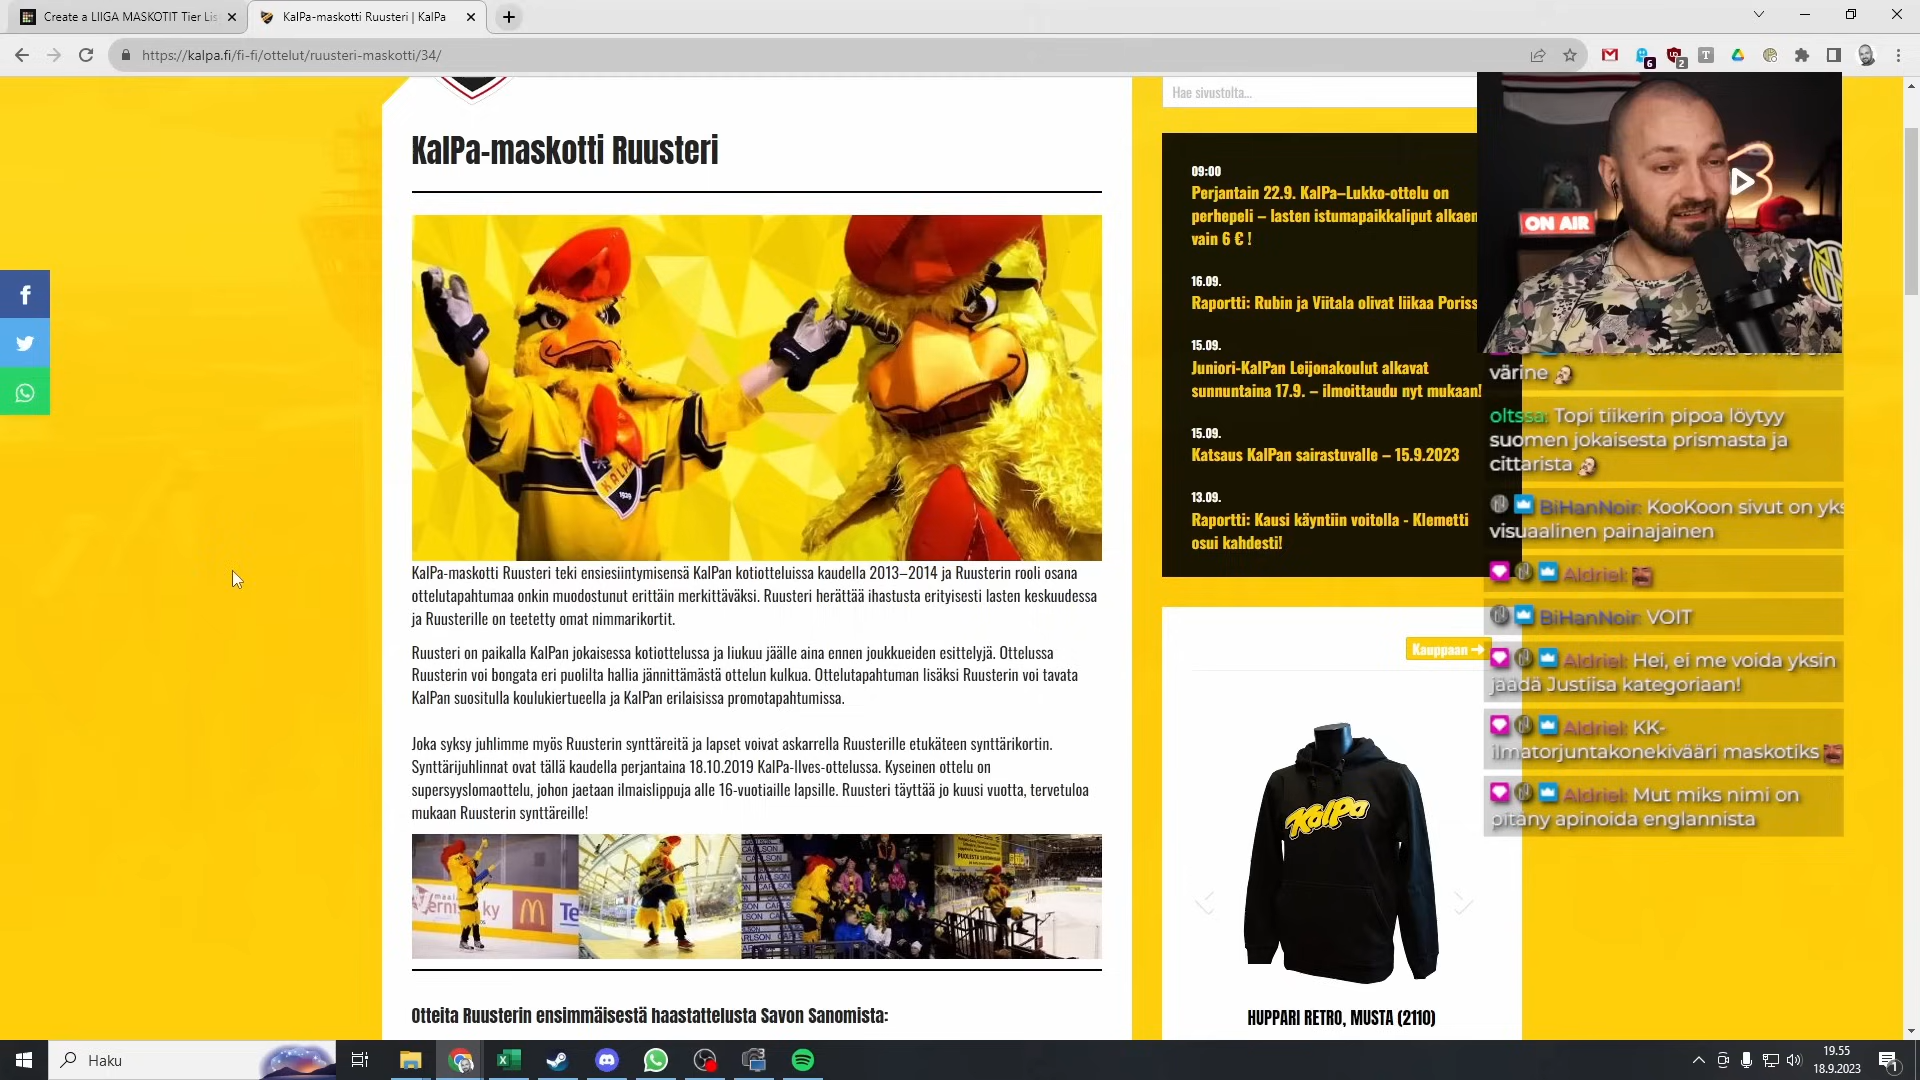 Create a LIIGA MASKOTIT Tier Lis
KalPa-maskotti Ruusteri | KalPa
https://kalpa.fi/fi-fi/ottelut/ruusteri-maskotti/34/
6
2
T
Hae sivustolta...
KalPa-maskotti Ruusteri
KALPA
1929
KalPa-maskotti Ruusteri teki ensiesiintymisensä KalPan kotiotteluissa kaudella 2013–2014 ja Ruusterin rooli osana
ottelutapahtumaa onkin muodostunut erittäin merkittäväksi. Ruusteri herättää ihastusta erityisesti lasten keskuudessa
ja Ruusterille on teetetty omat nimmarikortit.
Ruusteri on paikalla KalPan jokaisessa kotiottelussa ja liukuu jäälle aina ennen joukkueiden esittelyjä. Ottelussa
Ruusterin voi bongata eri puolilta hallia jännittämästä ottelun kulkua. Ottelutapahtuman lisäksi Ruusterin voi tavata
KalPan suositulla koulukiertueella ja KalPan erilaisissa promotapahtumissa.
Joka syksy juhlimme myös Ruusterin synttäreitä ja lapset voivat askarrella Ruusterille etukäteen synttärikortin.
Synttärijuhlinnat ovat tällä kaudella perjantaina 18.10.2019 KalPa-Ilves-ottelussa. Kyseinen ottelu on
supersyyslomaottelu, johon jaetaan ilmaislippuja alle 16-vuotiaille lapsille. Ruusteri täyttää jo kuusi vuotta, tervetuloa
mukaan Ruusterin synttäreille!
CARLSON
Otteita Ruusterin ensimmäisestä haastattelusta Savon Sanomista:
09:00
Perjantain 22.9. KalPa–Lukko-ottelu on
perhepeli – lasten istumapaikkaliput alkaen
vain 6 € !
16.09.
Raportti: Rubin ja Viitala olivat liikaa Poriss
15.09.
Juniori-KalPan Leijonakoulut alkavat
sunnuntaina 17.9. – ilmoittaudu nyt mukaan!
15.09.
Katsaus KalPan sairastuvalle – 15.9.2023
13.09.
Raportti: Kausi käyntiin voitolla - Klemetti
osui kahdesti!
Kauppaan
KalPa
HUPPARI RETRO, MUSTA (2110)
ON AIR
värine
oltssa: Topi tiikerin pipoa löytyy
suomen jokaisesta prismasta ja
cittarista
BiHanNoir: KooKoon sivut on yks
visuaalinen painajainen
Aldriel:
BiHanNoir: VOIT
Aldriel: Hei, ei me voida yksin
jäädä Justiisa kategoriaan!
Aldriel: KK-
ilmatorjuntakonekivääri maskotiks
Aldriel: Mut miks nimi on
pitäny apinoida englannista
Haku
19.55
18.9.2023
1